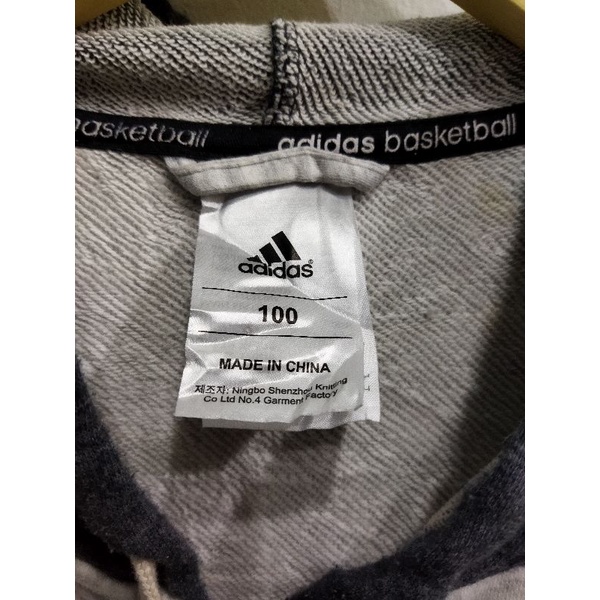 basketball adidas basketball
adidas®
100
MADE IN CHINA
제조자: Ningbo Shenzhou Knitting
Co Ltd No.4 Garment Factory